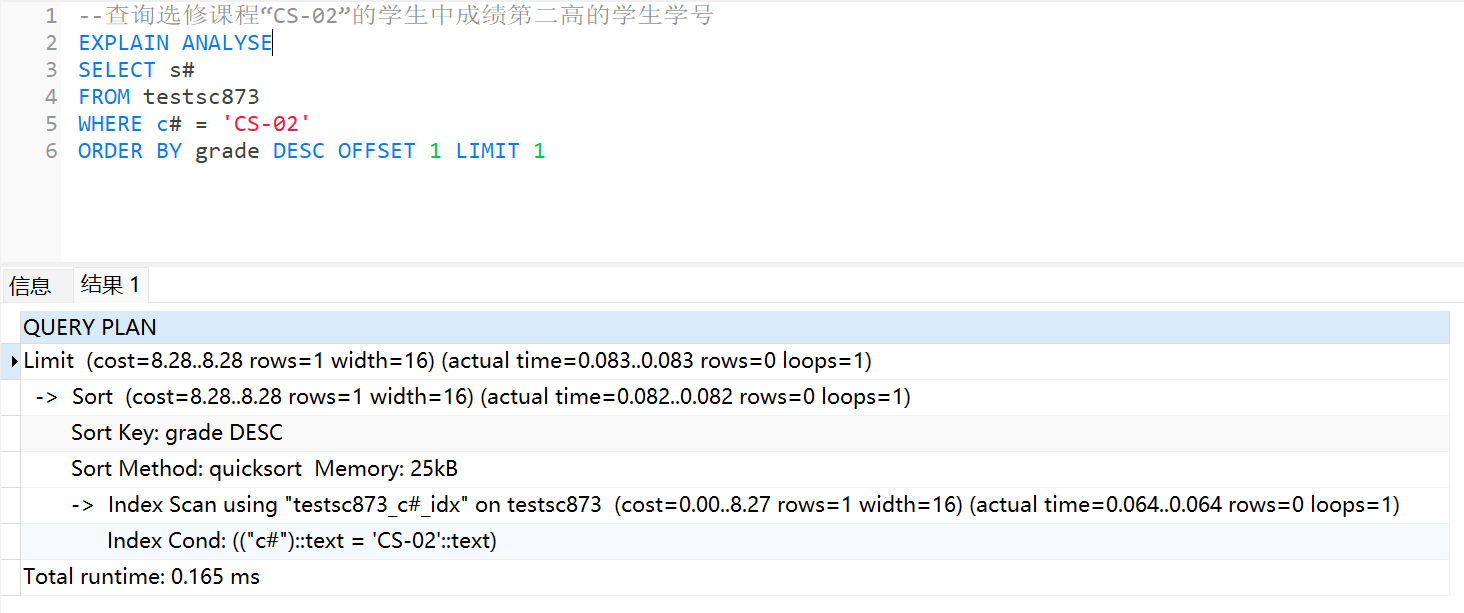 1 --查询选修课程“CS-02”的学生中成绩第二高的学生学号
2 EXPLAIN ANALYSE
3 SELECT s#
4 FROM testsc873
5 WHERE c# = 'CS-02'
6 ORDER BY grade DESC OFFSET 1 LIMIT 1
信息 结果 1
QUERY PLAN
Limit  (cost=8.28..8.28 rows=1 width=16) (actual time=0.083..0.083 rows=0 loops=1)
->  Sort  (cost=8.28..8.28 rows=1 width=16) (actual time=0.082..0.082 rows=0 loops=1)
Sort Key: grade DESC
Sort Method: quicksort  Memory: 25kB
->  Index Scan using "testsc873_c#_idx" on testsc873  (cost=0.00..8.27 rows=1 width=16) (actual time=0.064..0.064 rows=0 loops=1)
Index Cond: (("c#")::text = 'CS-02'::text)
Total runtime: 0.165 ms